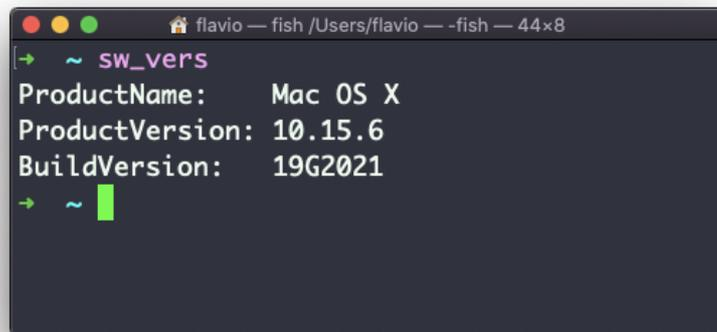 flavio — fish /Users/flavio — -fish — 44×8
➜ ~ sw_vers
ProductName: Mac OS X
ProductVersion: 10.15.6
BuildVersion: 19G2021
➜ ~